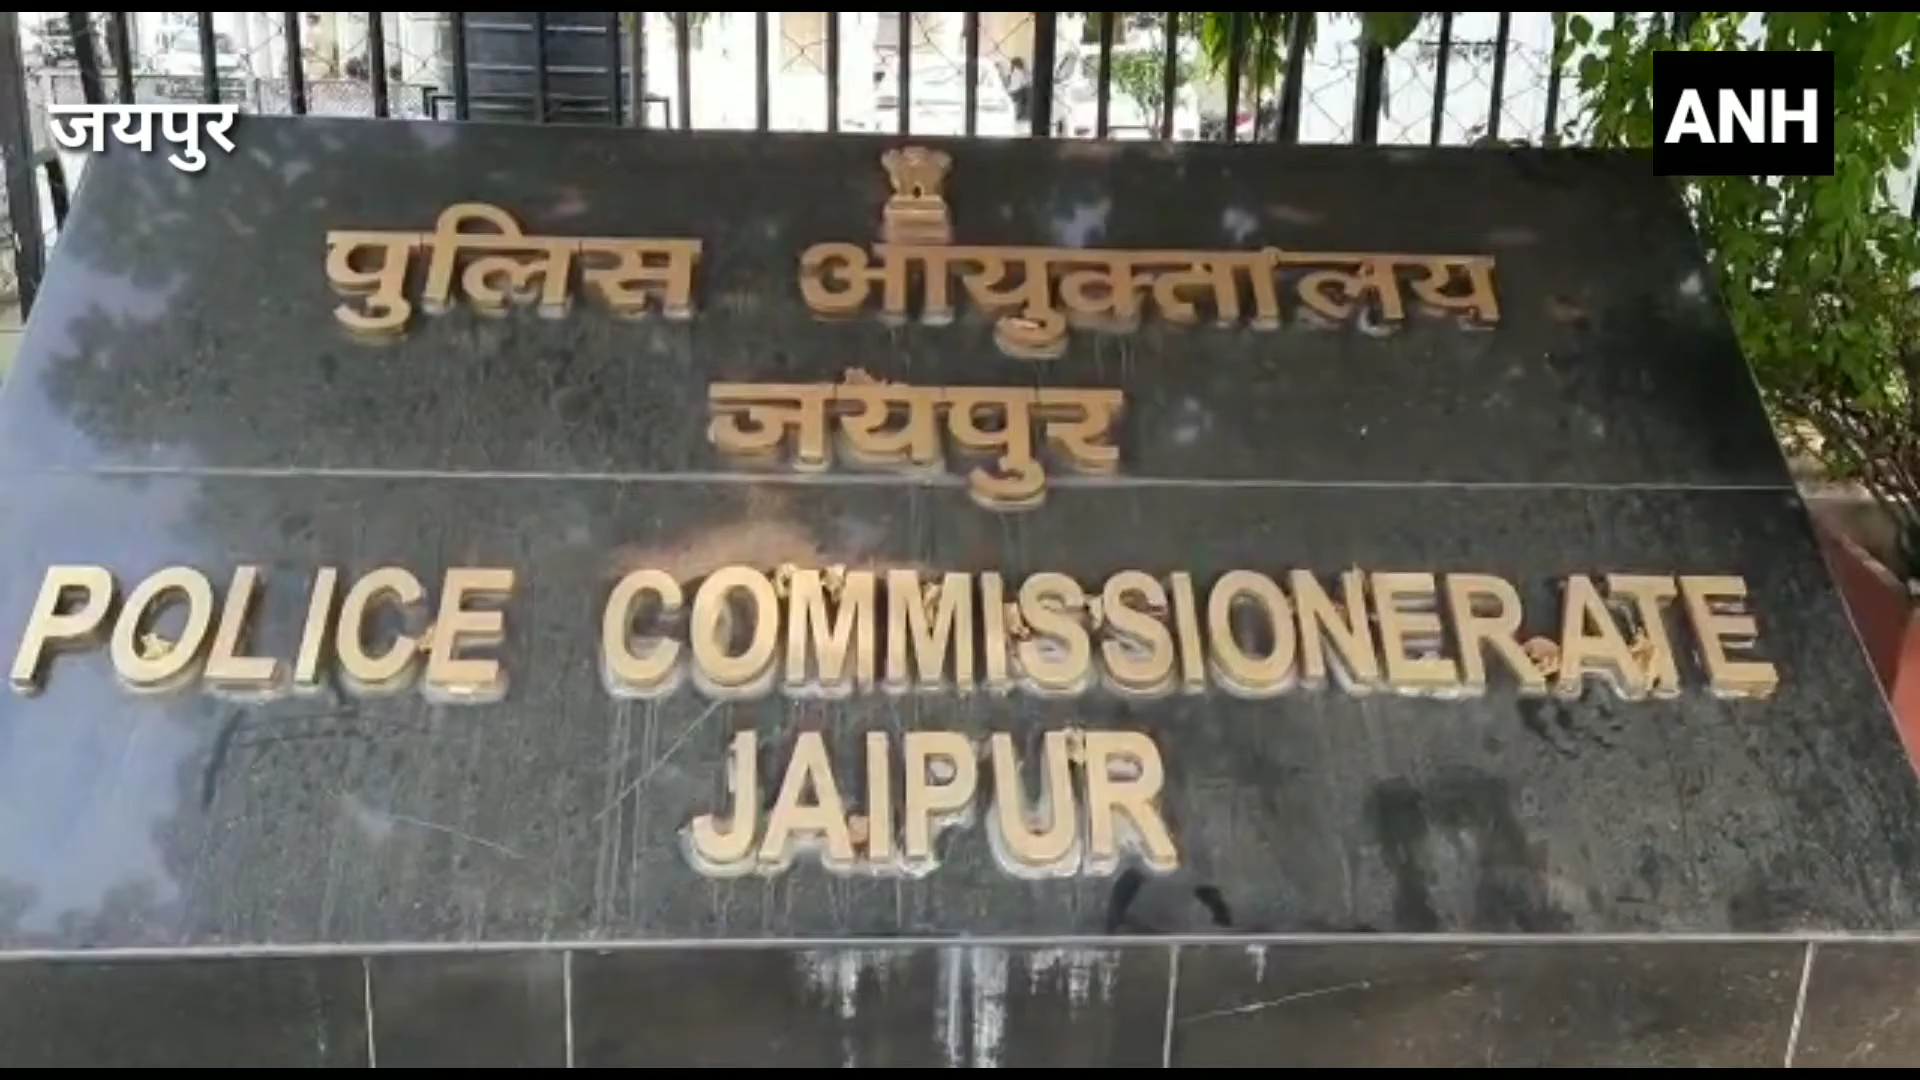 जयपुर
ANH
पुलिस आयुक्तालय
जयपुर
POLICE COMMISSIONERATE
JAIPUR